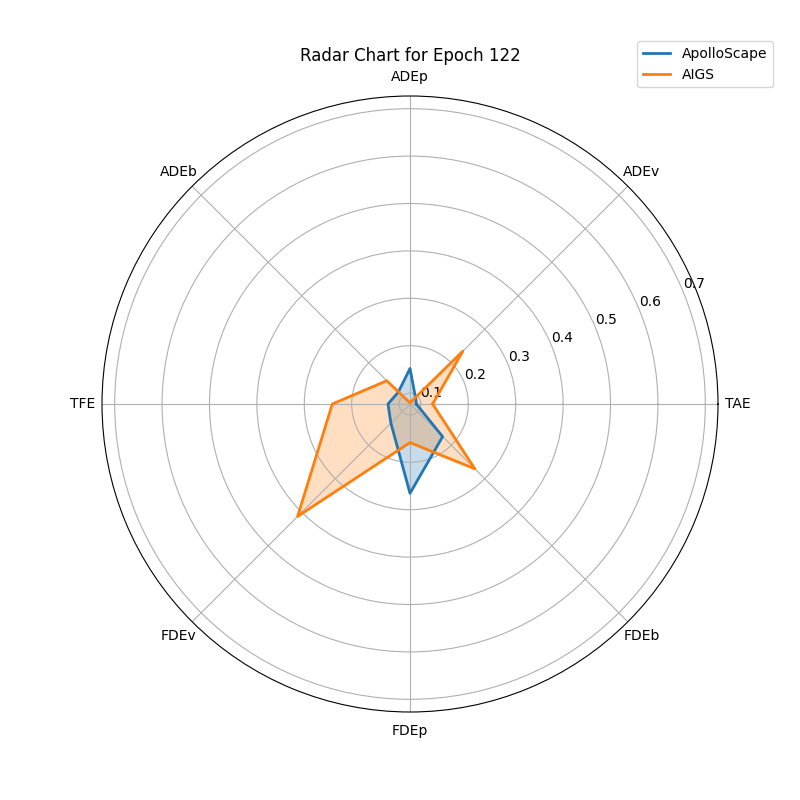 ApolloScape
AIGS
Radar Chart for Epoch 122
ADEp
ADEb
ADEv
0.7
0.6
0.5
0.4
0.3
0.2
0.1
TFE
TAE
FDEv
FDEb
FDEp